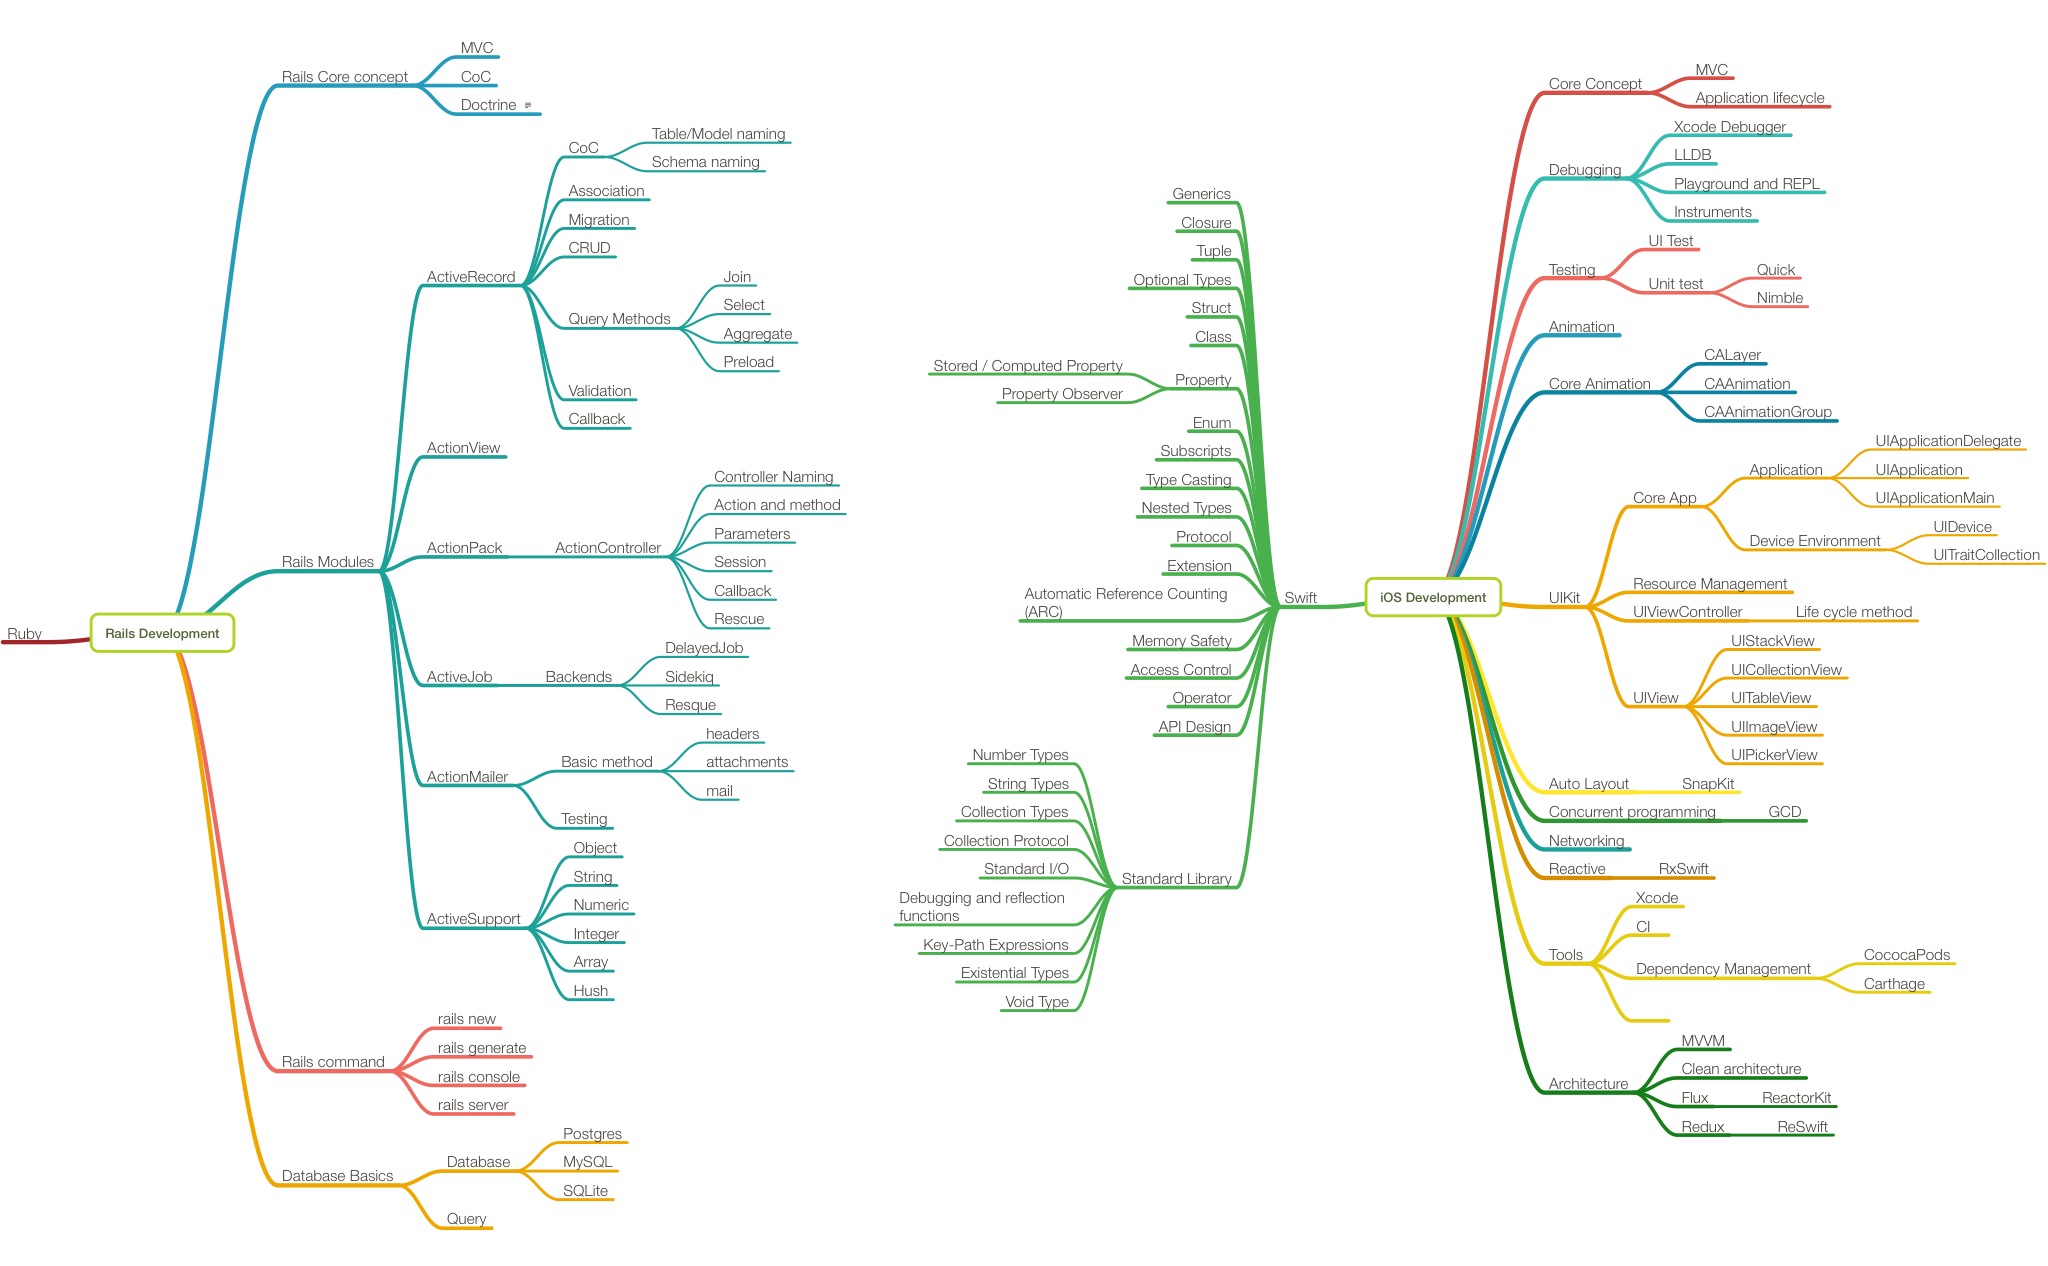 Ruby
Rails Development
Rails Core concept
MVC
CoC
Doctrine
Rails Modules
ActiveRecord
CoC
Table/Model naming
Schema naming
Association
Migration
CRUD
Query Methods
Join
Select
Aggregate
Preload
Validation
Callback
ActionView
ActionPack
ActionController
Controller Naming
Action and method
Parameters
Session
Callback
Rescue
ActiveJob
Backends
DelayedJob
Sidekiq
Resque
ActionMailer
Basic method
headers
attachments
mail
Testing
ActiveSupport
Object
String
Numeric
Integer
Array
Hush
Rails command
rails new
rails generate
rails console
rails server
Database Basics
Database
Postgres
MySQL
SQLite
Query
iOS Development
Swift
Generics
Closure
Tuple
Optional Types
Struct
Class
Property
Stored / Computed Property
Property Observer
Enum
Subscripts
Type Casting
Nested Types
Protocol
Extension
Automatic Reference Counting
(ARC)
Memory Safety
Access Control
Operator
API Design
Standard Library
Number Types
String Types
Collection Types
Collection Protocol
Standard I/O
Debugging and reflection
functions
Key-Path Expressions
Existential Types
Void Type
Core Concept
MVC
Application lifecycle
Debugging
Xcode Debugger
LLDB
Playground and REPL
Instruments
Testing
UI Test
Unit test
Quick
Nimble
Animation
Core Animation
CALayer
CAAnimation
CAAnimationGroup
UIKit
Core App
Application
UIApplicationDelegate
UIApplication
UIApplicationMain
Device Environment
UIDevice
UITraitCollection
Resource Management
UIViewController
Life cycle method
UIView
UIStackView
UICollectionView
UITableView
UIImageView
UIPickerView
Auto Layout
SnapKit
Concurrent programming
GCD
Networking
Reactive
RxSwift
Tools
Xcode
CI
Dependency Management
CococaPods
Carthage
Architecture
MVVM
Clean architecture
Flux
ReactorKit
Redux
ReSwift